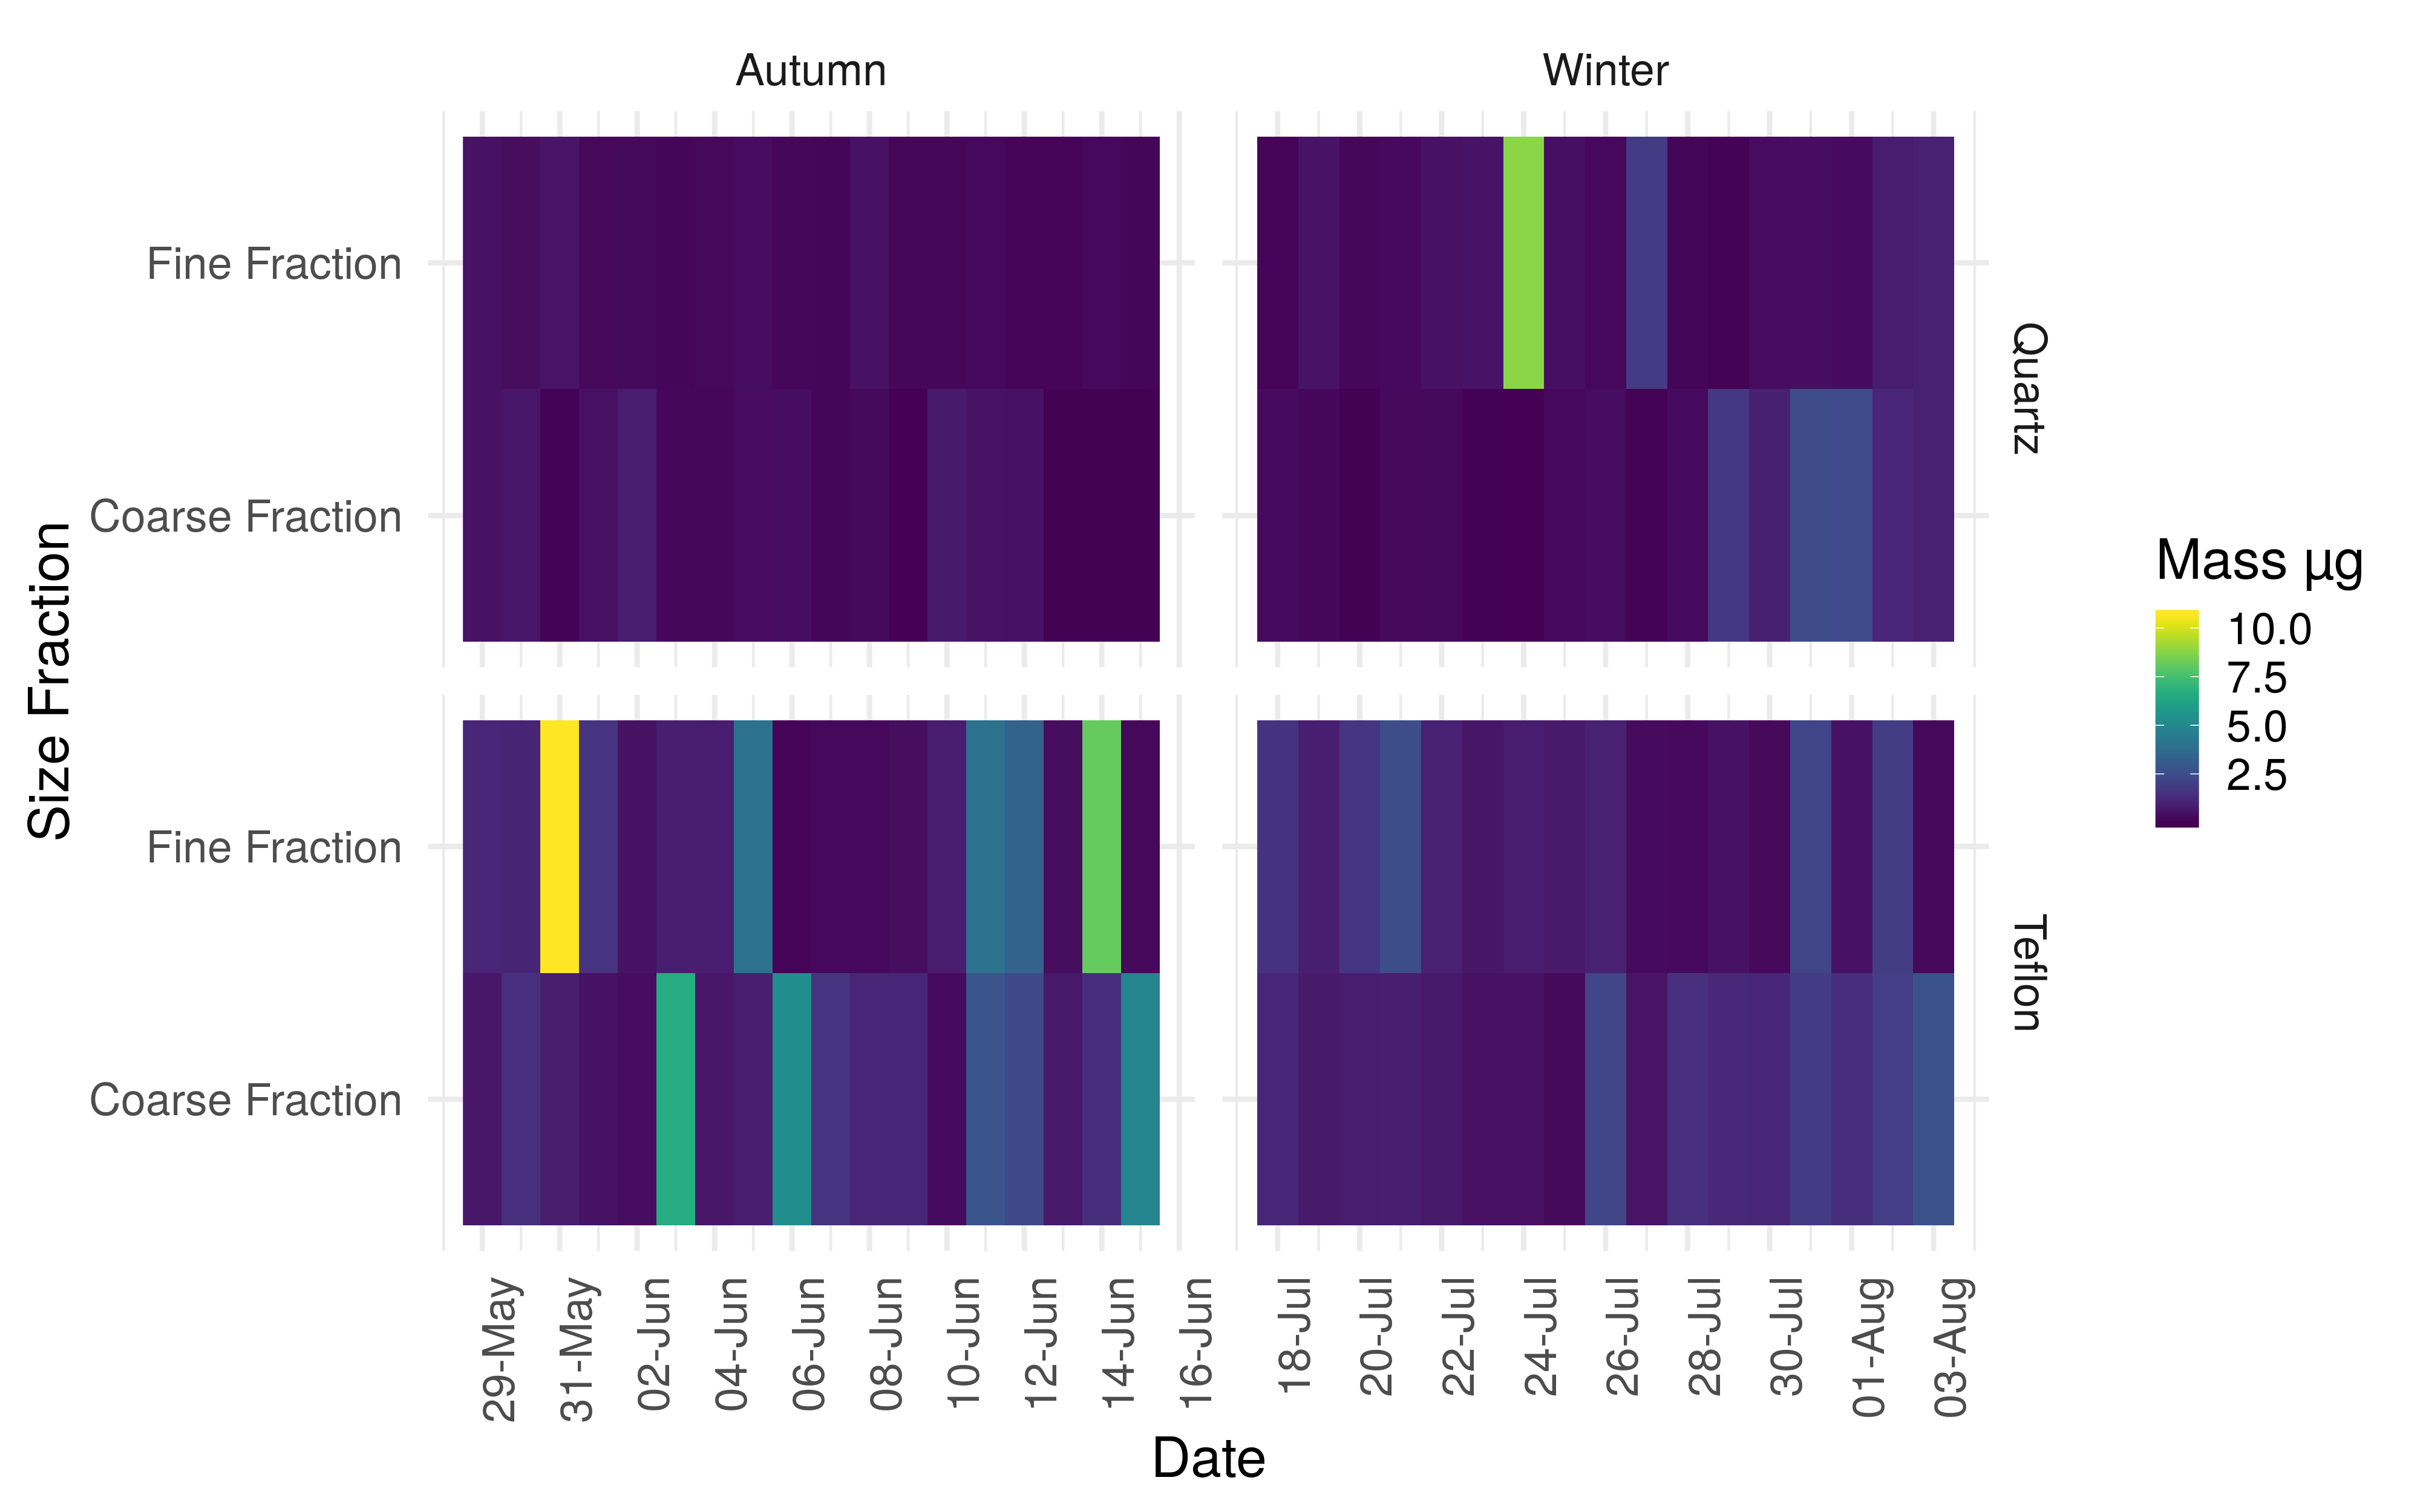 Autumn
Winter
Fine Fraction
Coarse Fraction
Quartz
Fine Fraction
Coarse Fraction
Teflon
Size Fraction
29-May
31-May
02-Jun
04-Jun
06-Jun
08-Jun
10-Jun
12-Jun
14-Jun
16-Jun
18-Jul
20-Jul
22-Jul
24-Jul
26-Jul
28-Jul
30-Jul
01-Aug
03-Aug
Date
Mass µg
10.0
7.5
5.0
2.5